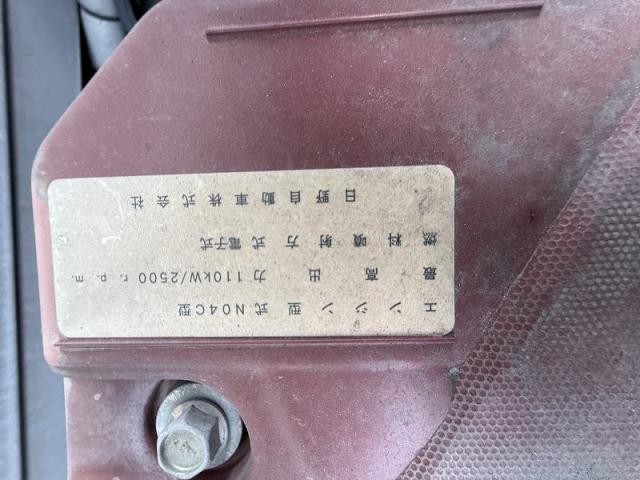 エンジン型式 N04C型
最高出力 110kW/2500 r.p.m.
燃料噴射方式 電子式
日野自動車株式会社